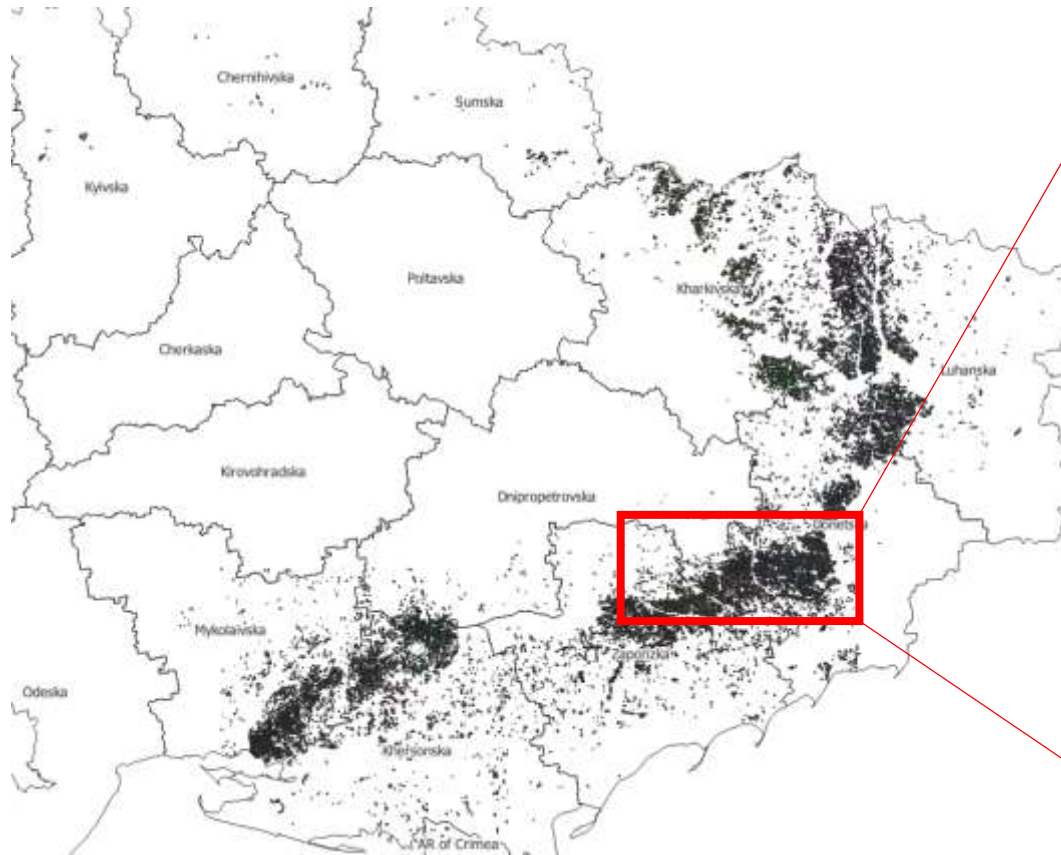 Chernihivska
Sumska
Kyivska
Poltavska
Kharkivska
Cherkaska
Luhanska
Kirovohradska
Dnipropetrovska
Donetska
Mykolaivska
Zaporizka
Odeska
Khersonska
AR of Crimea